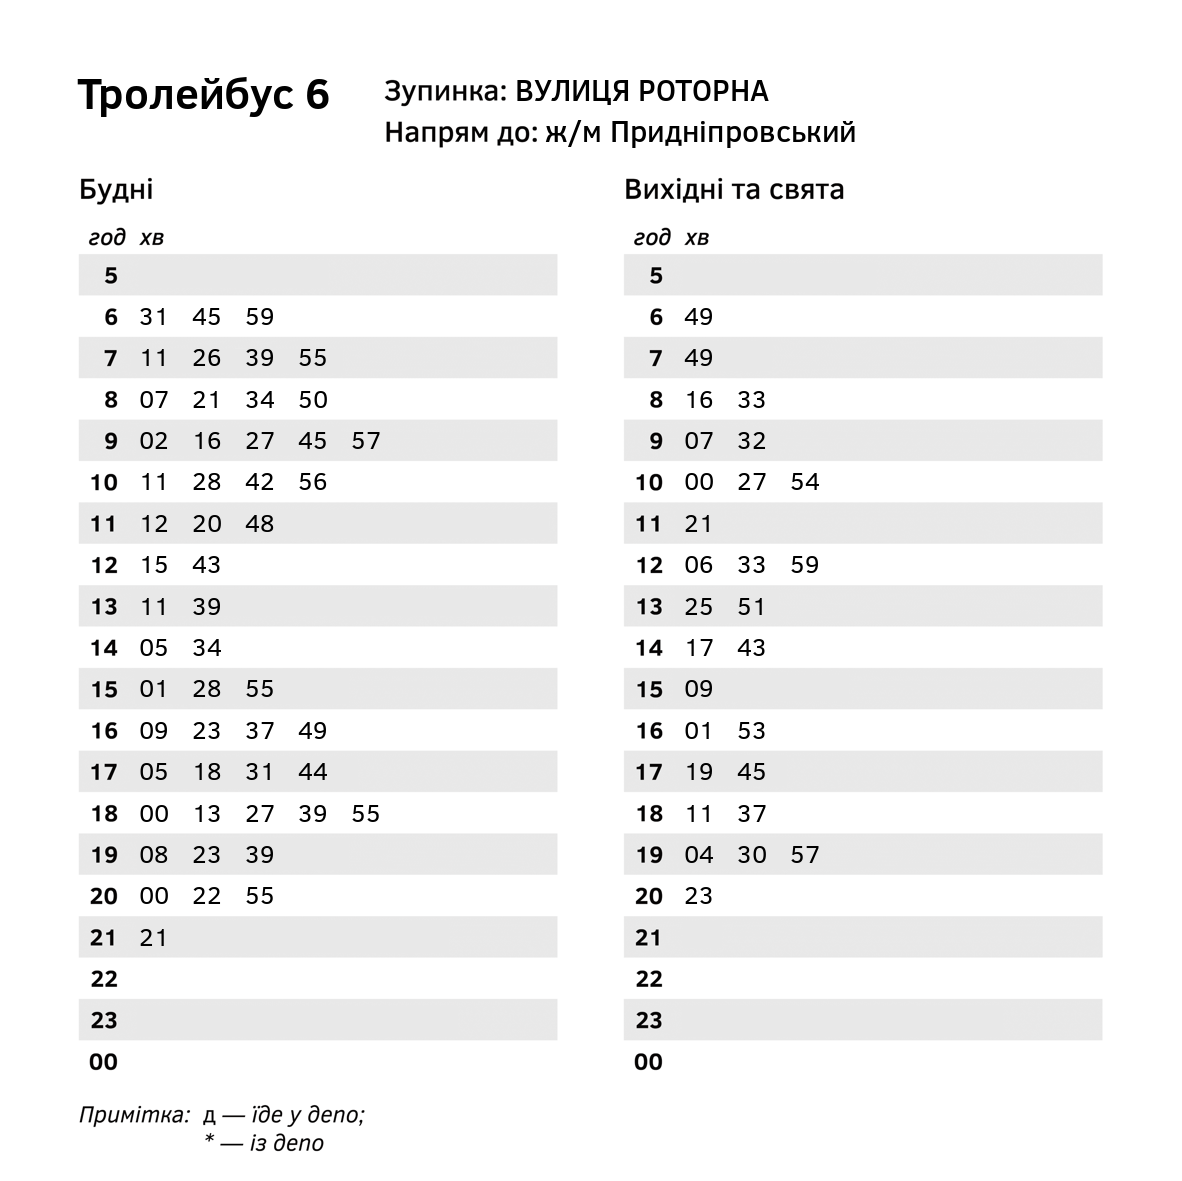 Тролейбус 6
Зупинка: ВУЛИЦЯ РОТОРНА
Напрям до: ж/м Придніпровський
Будні
год хв
5
6 31 45 59
7 11 26 39 55
8 07 21 34 50
9 02 16 27 45 57
10 11 28 42 56
11 12 20 48
12 15 43
13 11 39
14 05 34
15 01 28 55
16 09 23 37 49
17 05 18 31 44
18 00 13 27 39 55
19 08 23 39
20 00 22 55
21 21
22
23
00
Вихідні та свята
год хв
5
6 49
7 49
8 16 33
9 07 32
10 00 27 54
11 21
12 06 33 59
13 25 51
14 17 43
15 09
16 01 53
17 19 45
18 11 37
19 04 30 57
20 23
21
22
23
00
Примітка: д — їде у депо;
* — із депо